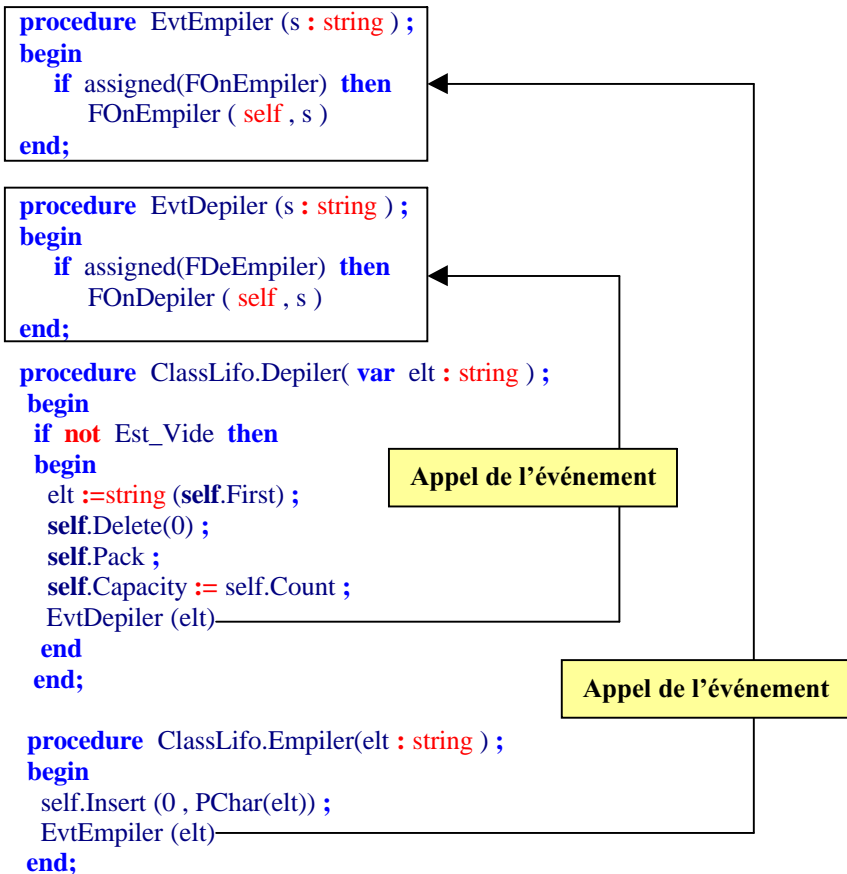 procedure EvtEmpiler (s : string ) ;
begin
if assigned(FOnEmpiler) then
FOnEmpiler ( self , s )
end;
procedure EvtDepiler (s : string ) ;
begin
if assigned(FDeEmpiler) then
FOnDepiler ( self , s )
end;
procedure ClassLifo.Depiler( var elt : string ) ;
begin
if not Est_Vide then
begin
elt :=string (self.First) ;
self.Delete(0) ;
self.Pack ;
self.Capacity := self.Count ;
EvtDepiler (elt)
end
end;
Appel de l’événement
procedure ClassLifo.Empiler(elt : string ) ;
begin
self.Insert (0 , PChar(elt)) ;
EvtEmpiler (elt)
end;
Appel de l’événement